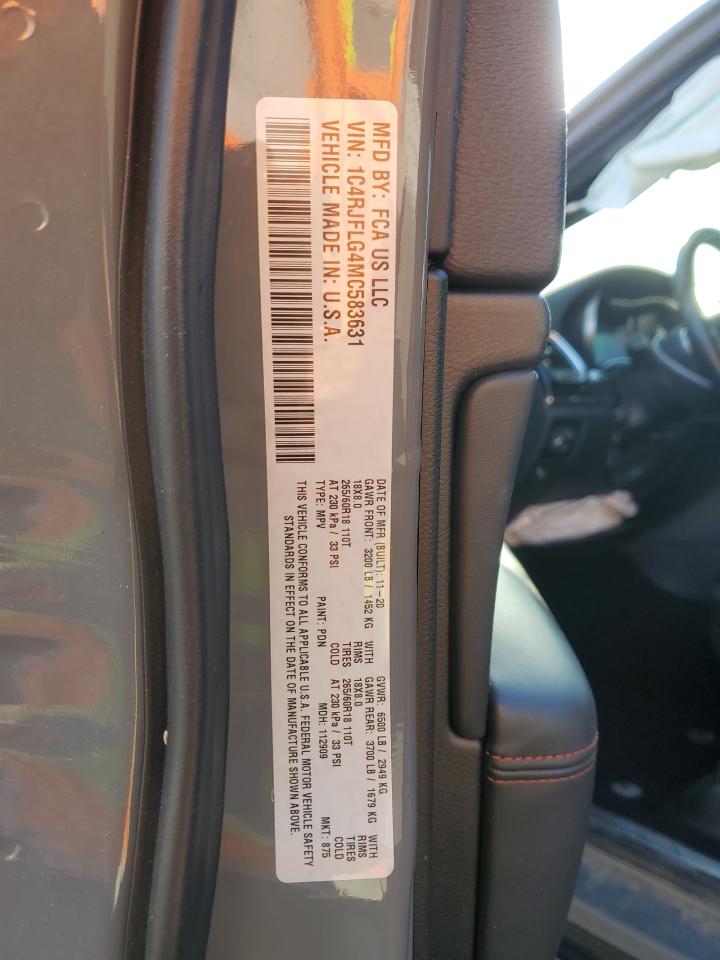 MFD BY: FCA US LLC
VIN: 1C4RJFLG4MC583631
VEHICLE MADE IN: U.S.A.
DATE OF MFR (BUILT): 11-20 GVWR: 6500 LB / 2949 KG
GAWR FRONT: 3200 LB / 1452 KG WITH GAWR REAR: 3700 LB / 1679 KG WITH
18X8.0 RIMS 18X8.0 RIMS
265/60R18 110T TIRES 265/60R18 110T TIRES
AT 230 kPa / 33 PSI COLD AT 230 kPa / 33 PSI COLD
TYPE: MPV PAINT: PDN MDH: 112909 MKT: 875
THIS VEHICLE CONFORMS TO ALL APPLICABLE U.S.A. FEDERAL MOTOR VEHICLE SAFETY
STANDARDS IN EFFECT ON THE DATE OF MANUFACTURE SHOWN ABOVE.